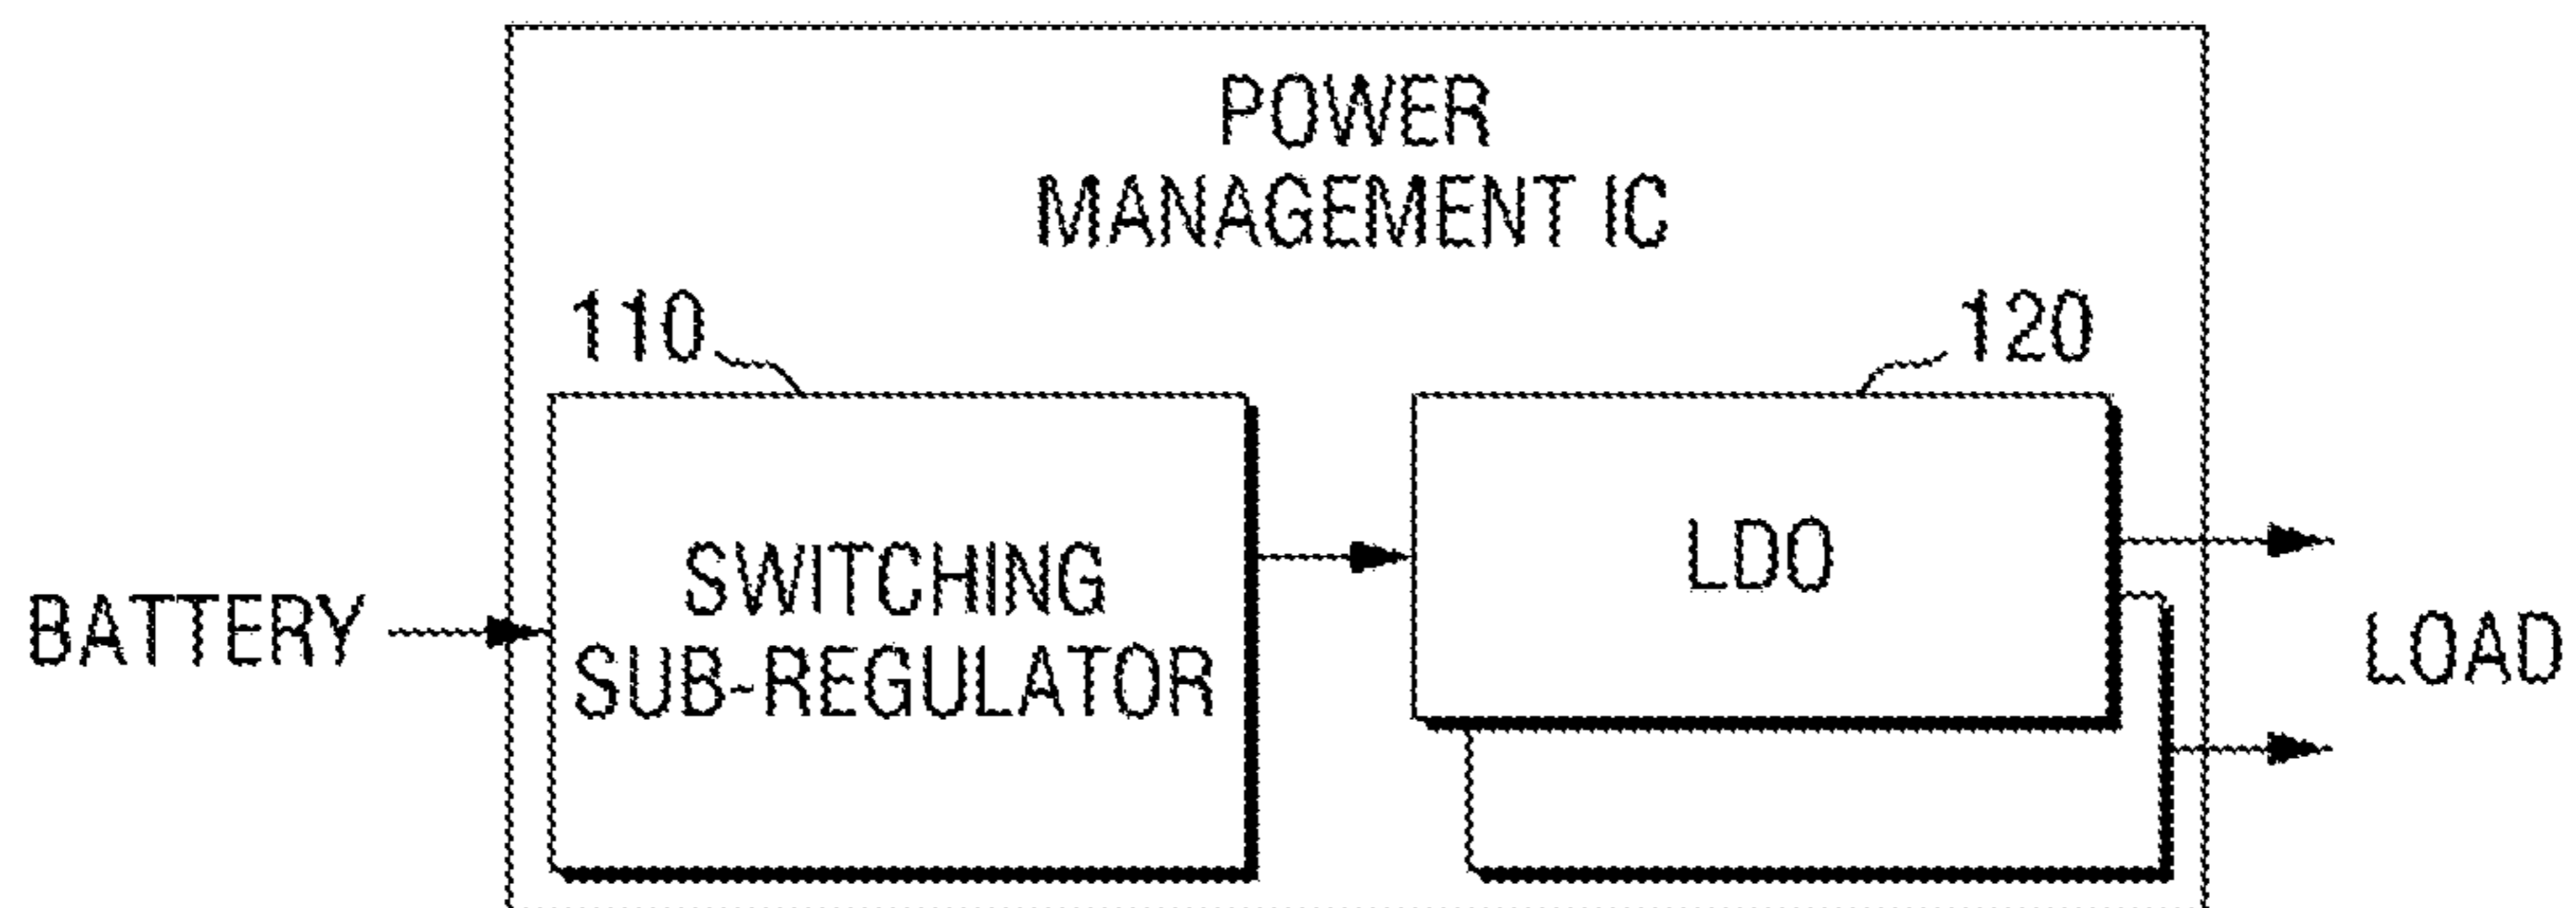 POWER
MANAGEMENT IC
110
120
SWITCHING
SUB-REGULATOR
LDO
BATTERY
LOAD